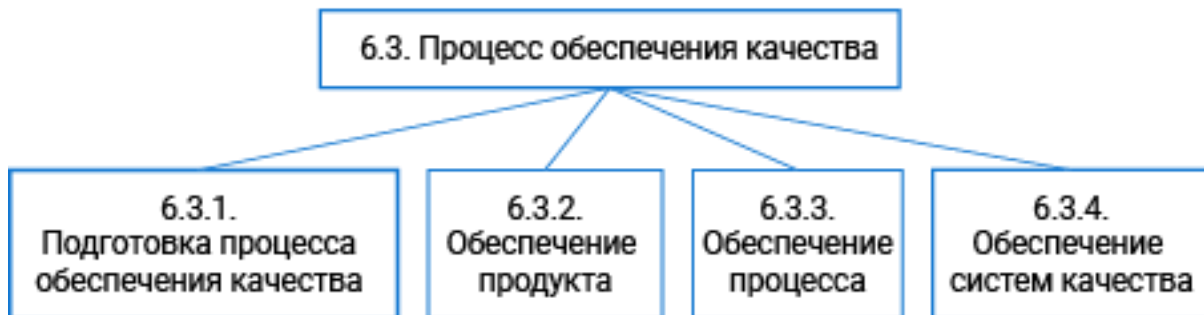 6.3. Процесс обеспечения качества
6.3.1.
Подготовка процесса
обеспечения качества
6.3.2.
Обеспечение
продукта
6.3.3.
Обеспечение
процесса
6.3.4.
Обеспечение
систем качества